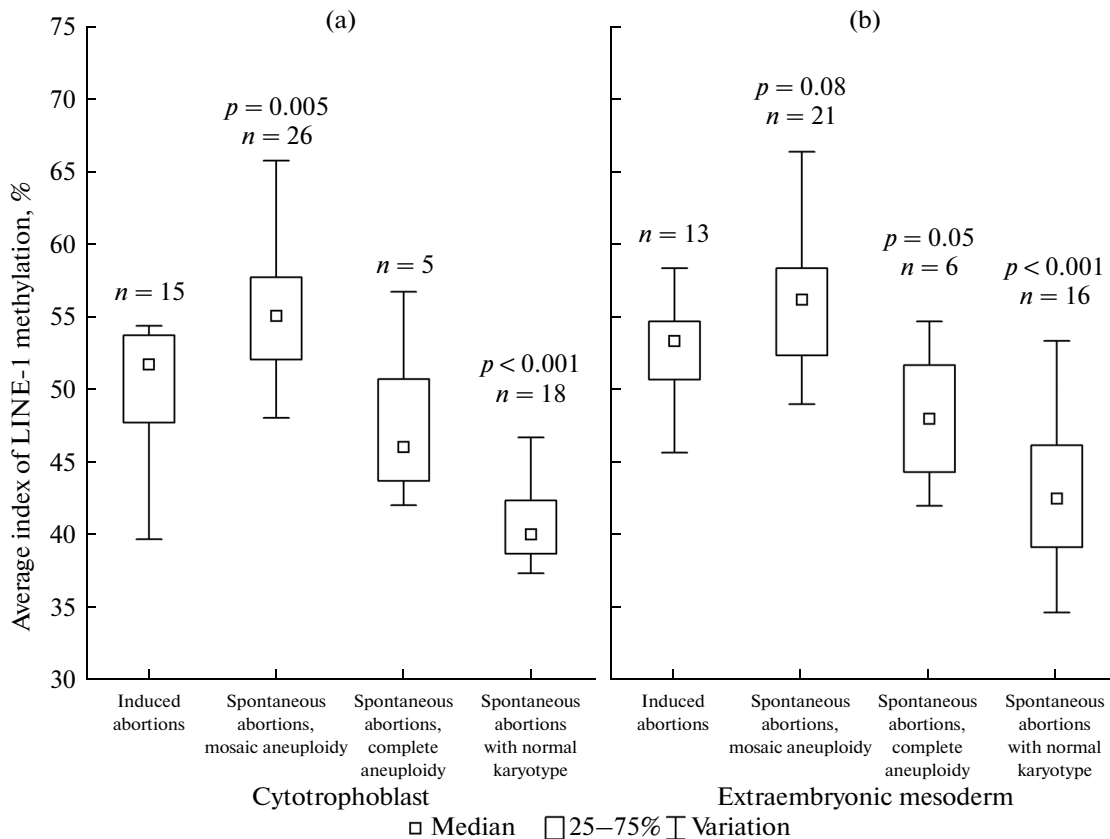 (a)
(b)
Average index of LINE-1 methylation, %
75
70
65
60
55
50
45
40
35
30
n = 15
p = 0.005
n = 26
n = 5
p < 0.001
n = 18
n = 13
p = 0.08
n = 21
p = 0.05
n = 6
p < 0.001
n = 16
Induced
abortions
Spontaneous
abortions,
mosaic aneuploidy
Spontaneous
abortions,
complete
aneuploidy
Spontaneous
abortions
with normal
karyotype
Cytotrophoblast
Induced
abortions
Spontaneous
abortions,
mosaic aneuploidy
Spontaneous
abortions,
complete
aneuploidy
Spontaneous
abortions
with normal
karyotype
Extraembryonic mesoderm
Median 25–75% Variation